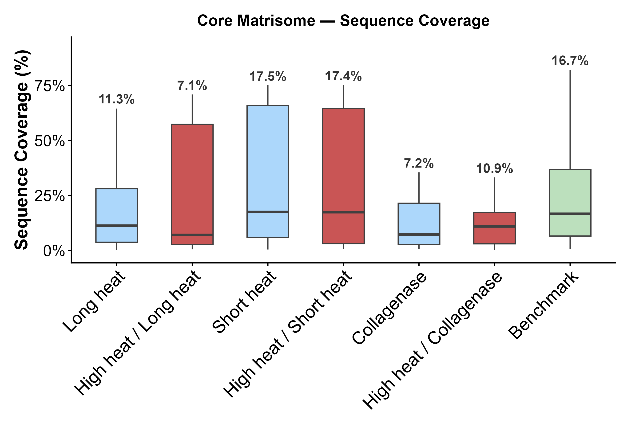 Core Matrisome — Sequence Coverage
Sequence Coverage (%)
75%
50%
25%
0%
11.3%
7.1%
17.5%
17.4%
7.2%
10.9%
16.7%
Long heat
High heat / Long heat
Short heat
High heat / Short heat
Collagenase
High heat / Collagenase
Benchmark